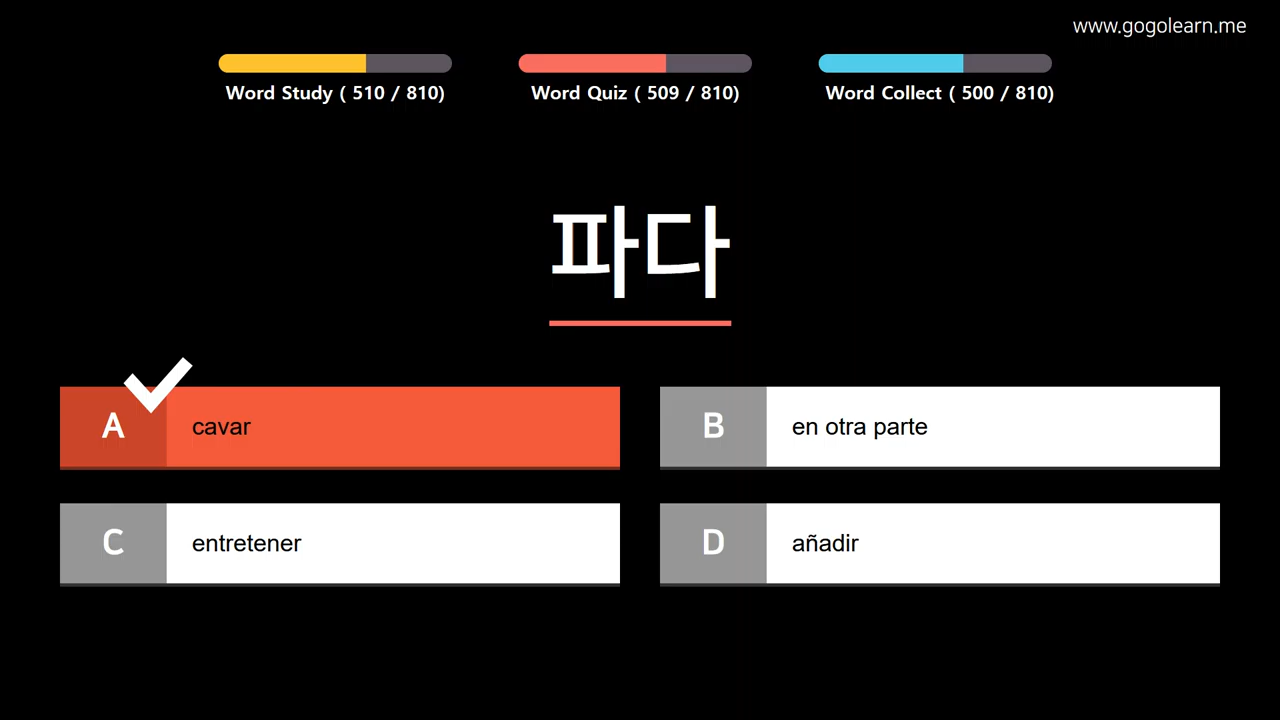 www.gogolearn.me
Word Study ( 510 / 810)
Word Quiz ( 509 / 810)
Word Collect ( 500 / 810)
파다
A cavar
B en otra parte
C entretener
D añadir